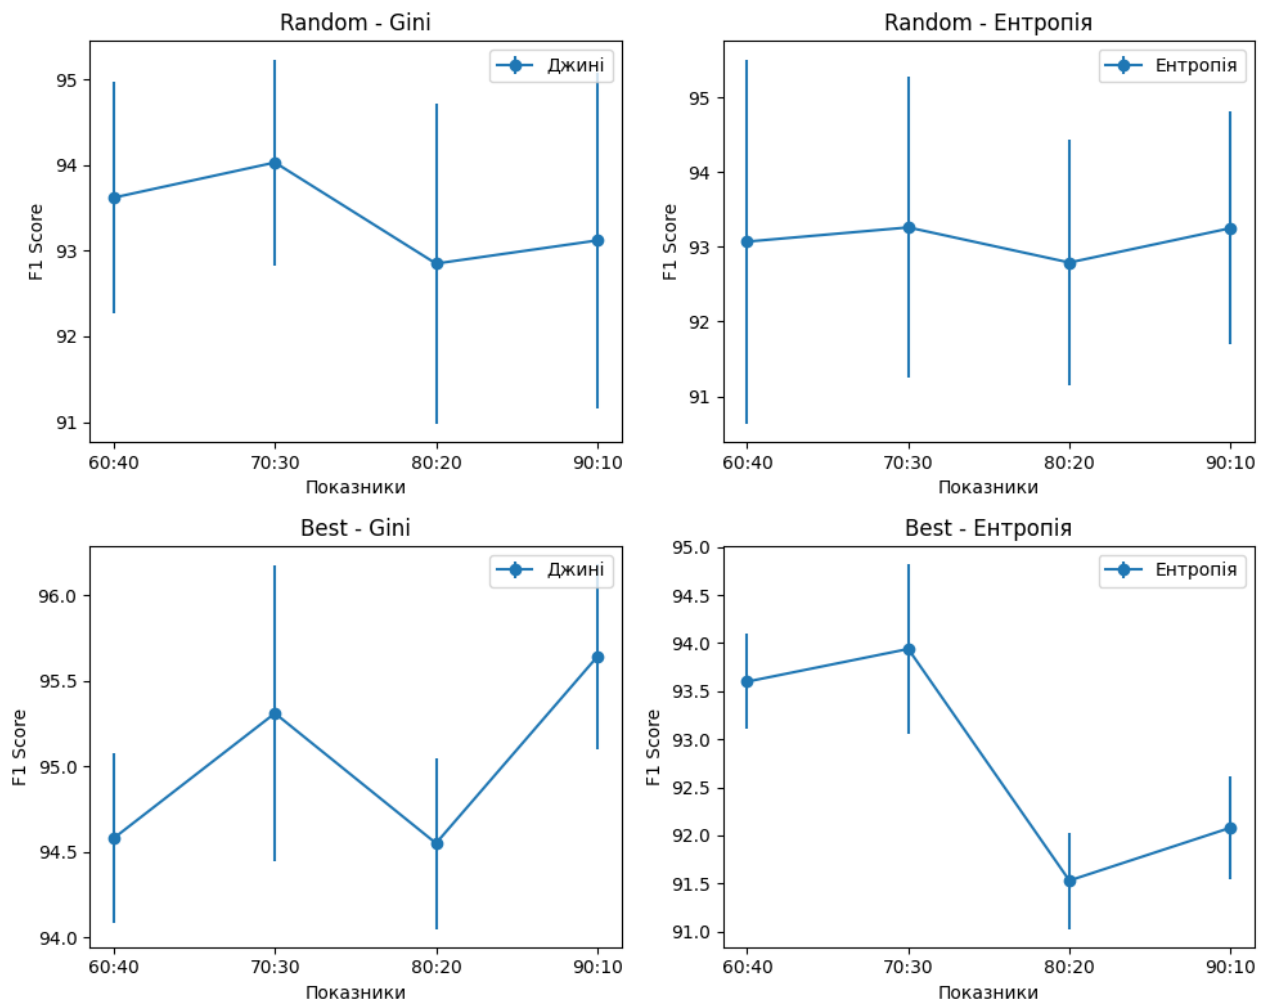 Random - Gini
Джині
95
94
93
92
91
F1 Score
60:40 70:30 80:20 90:10
Показники
Random - Ентропія
Ентропія
95
94
93
92
91
F1 Score
60:40 70:30 80:20 90:10
Показники
Best - Gini
Джині
96.0
95.5
95.0
94.5
94.0
F1 Score
60:40 70:30 80:20 90:10
Показники
Best - Ентропія
Ентропія
95.0
94.5
94.0
93.5
93.0
92.5
92.0
91.5
91.0
F1 Score
60:40 70:30 80:20 90:10
Показники